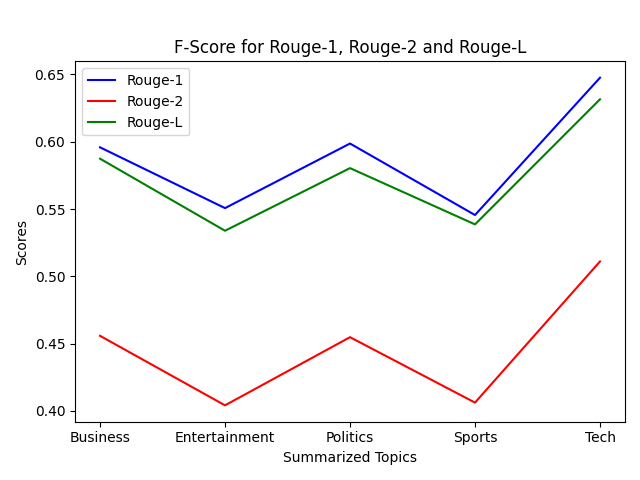 F-Score for Rouge-1, Rouge-2 and Rouge-L
Rouge-1
Rouge-2
Rouge-L
0.65
0.60
0.55
0.50
0.45
0.40
Scores
Business Entertainment Politics Sports Tech
Summarized Topics